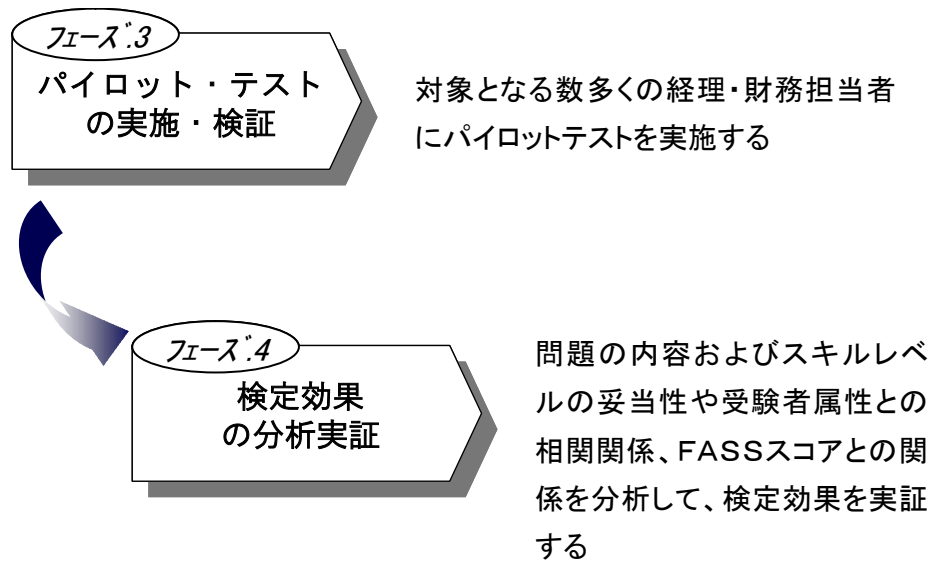 フェーズ.3
パイロット・テスト
の実施・検証
対象となる数多くの経理・財務担当者
にパイロットテストを実施する
フェーズ.4
検定効果
の分析実証
問題の内容およびスキルレベ
ルの妥当性や受験者属性との
相関関係、FASSスコアとの関
係を分析して、検定効果を実証
する